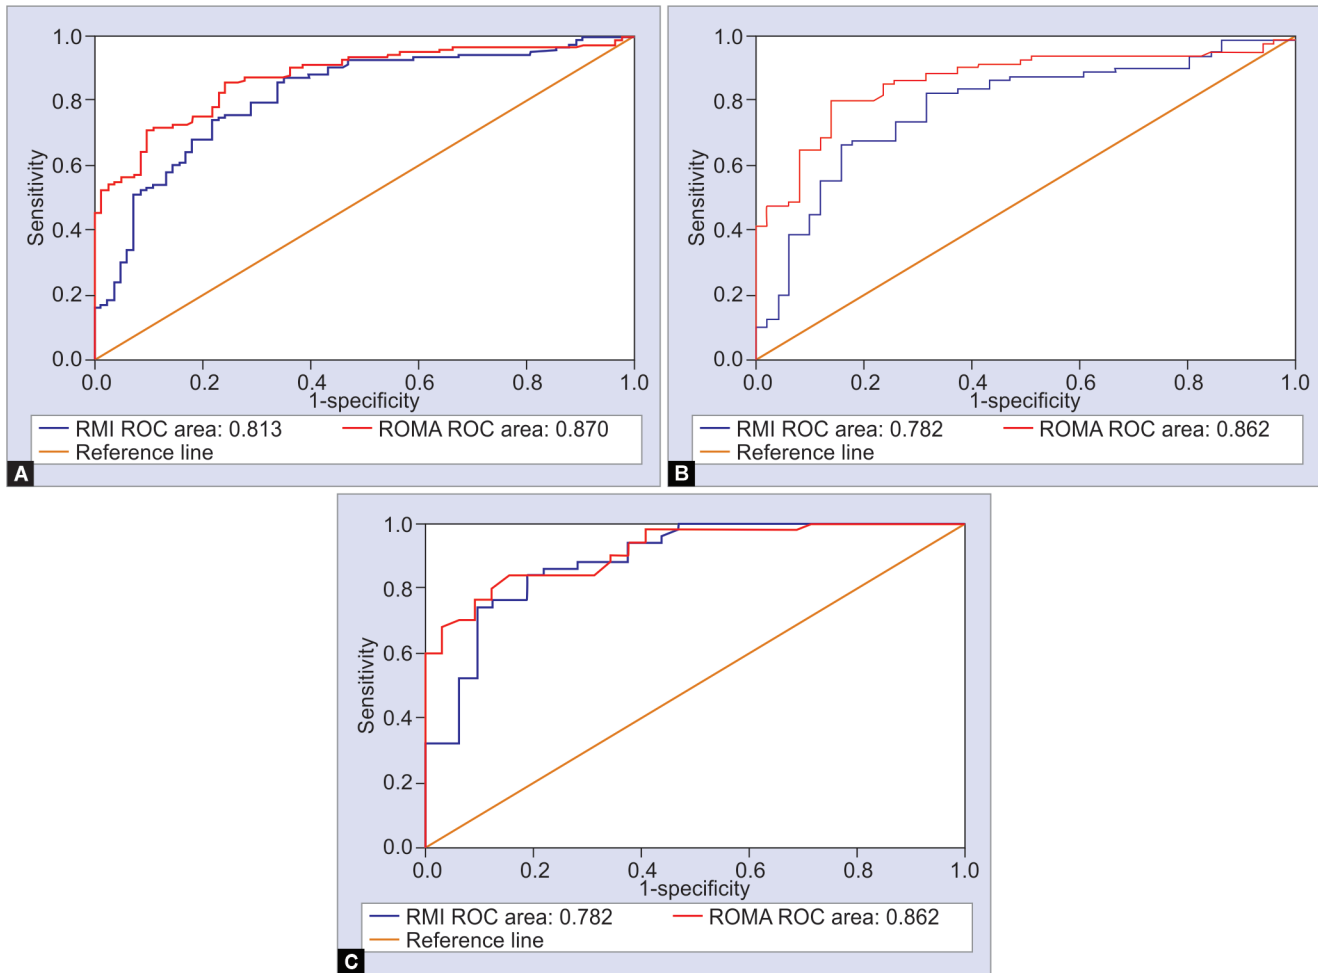 1.0
0.8
0.6
0.4
0.2
0.0
Sensitivity
0.0 0.2 0.4 0.6 0.8 1.0
1-specificity
RMI ROC area: 0.813 ROMA ROC area: 0.870
Reference line
A
1.0
0.8
0.6
0.4
0.2
0.0
Sensitivity
0.0 0.2 0.4 0.6 0.8 1.0
1-specificity
RMI ROC area: 0.782 ROMA ROC area: 0.862
Reference line
B
1.0
0.8
0.6
0.4
0.2
0.0
Sensitivity
0.0 0.2 0.4 0.6 0.8 1.0
1-specificity
RMI ROC area: 0.782 ROMA ROC area: 0.862
Reference line
C